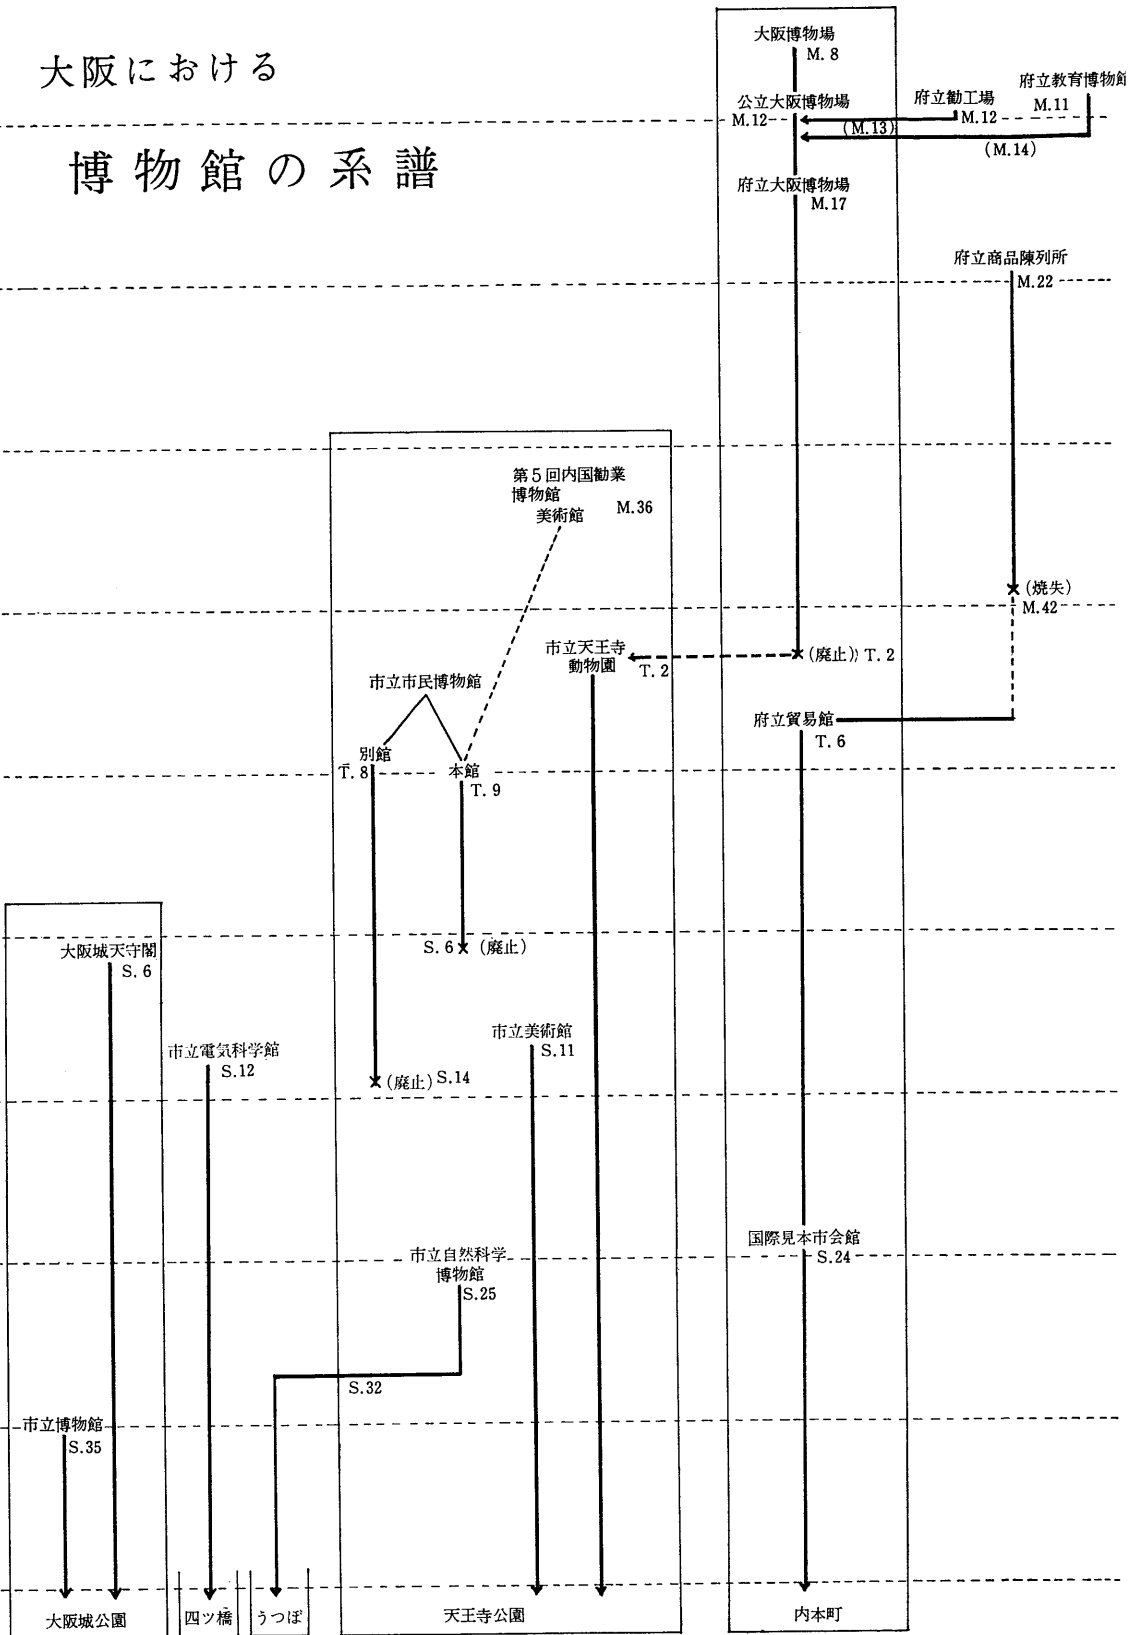 大阪における
博物館の系譜
大阪博物場
M. 8
公立大阪博物場
M.12
府立勧工場
M.12
府立教育博物館
M.11
(M.13)
(M.14)
府立大阪博物場
M.17
府立商品陳列所
M.22
第5回内国勧業
博物館
美術館
M.36
(焼失)
M.42
市立天王寺
動物園
T. 2
(廃止)) T. 2
市立市民博物館
府立貿易館
T. 6
別館
T. 8
本館
T. 9
大阪城天守閣
S. 6
S. 6
(廃止)
市立電気科学館
S.12
市立美術館
S.11
(廃止) S.14
市立自然科学
博物館
S.25
国際見本市会館
S.24
S.32
市立博物館
S.35
大阪城公園
四ツ橋
うつぼ
天王寺公園
内本町